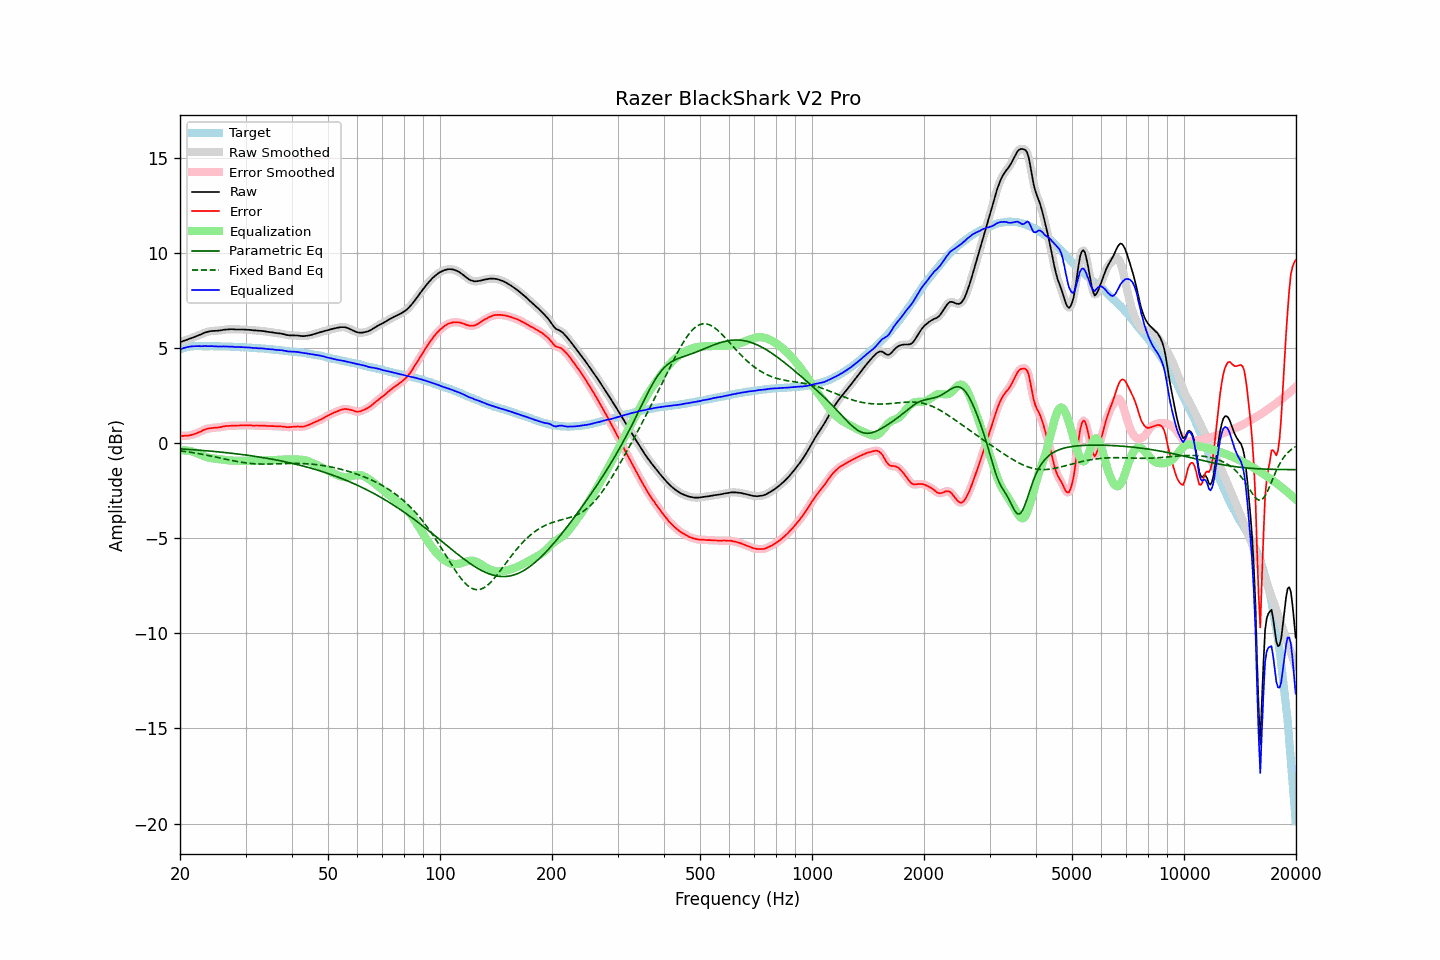 Razer BlackShark V2 Pro
Target
Raw Smoothed
Error Smoothed
Raw
Error
Equalization
Parametric Eq
Fixed Band Eq
Equalized
15
10
5
0
−5
−10
−15
−20
Amplitude (dBr)
20 50 100 200 500 1000 2000 5000 10000 20000
Frequency (Hz)